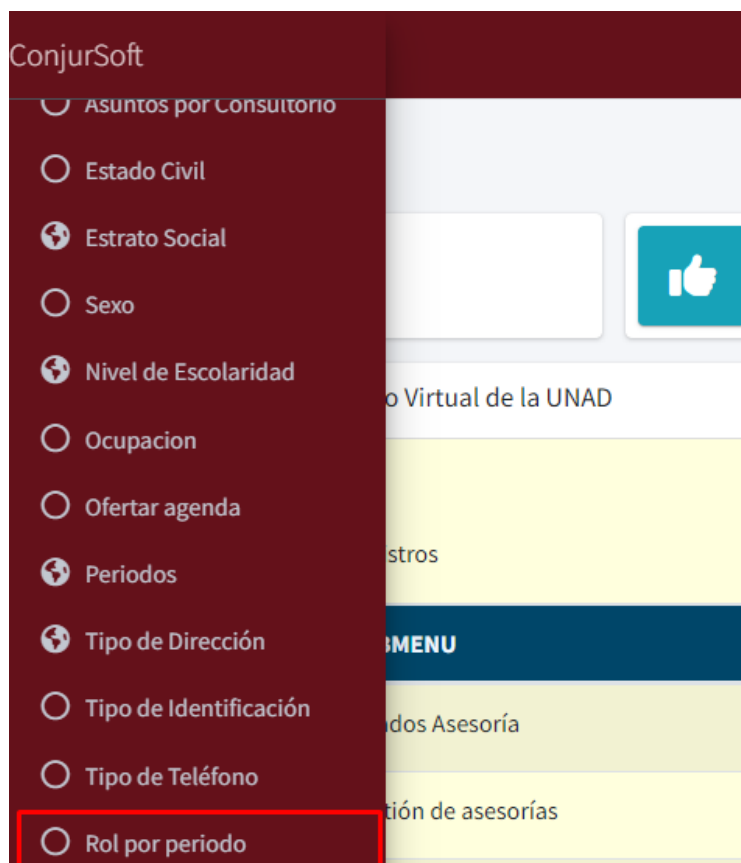 ConjurSoft
Asuntos por Consultorio
Estado Civil
Estrato Social
Sexo
Nivel de Escolaridad
Ocupacion
Ofertar agenda
Periodos
Tipo de Dirección
Tipo de Identificación
Tipo de Teléfono
Rol por periodo
o Virtual de la UNAD
stros
BMENU
dos Asesoría
tión de asesorías